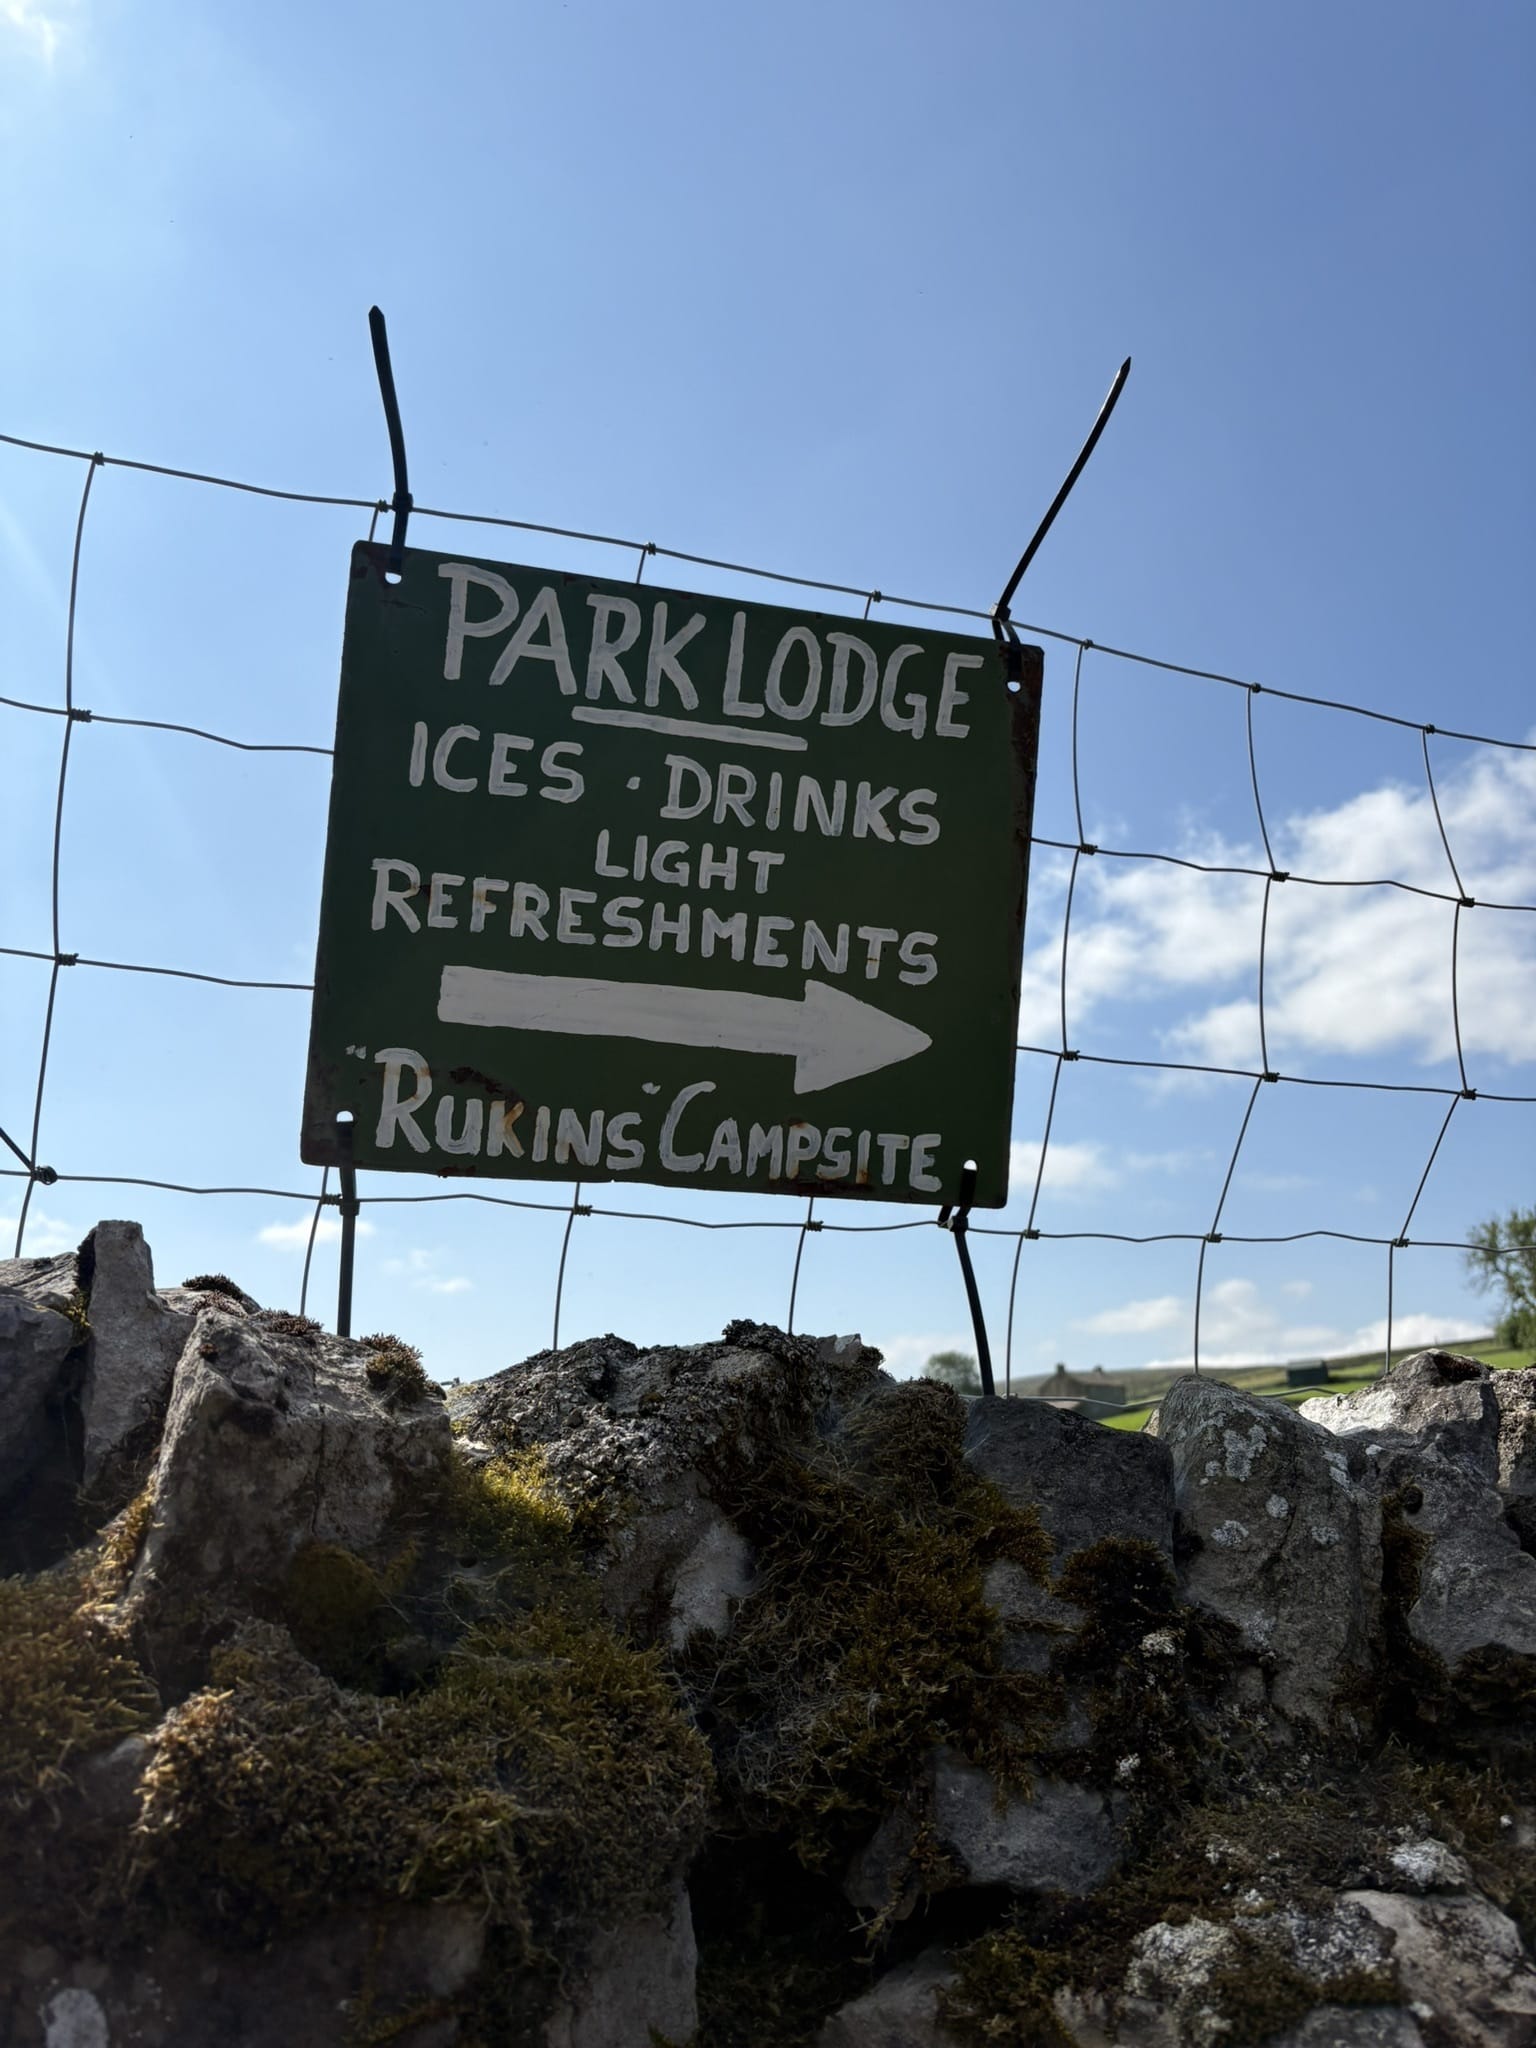 PARK LODGE
ICES · DRINKS
LIGHT
REFRESHMENTS
"RUKINS" CAMPSITE